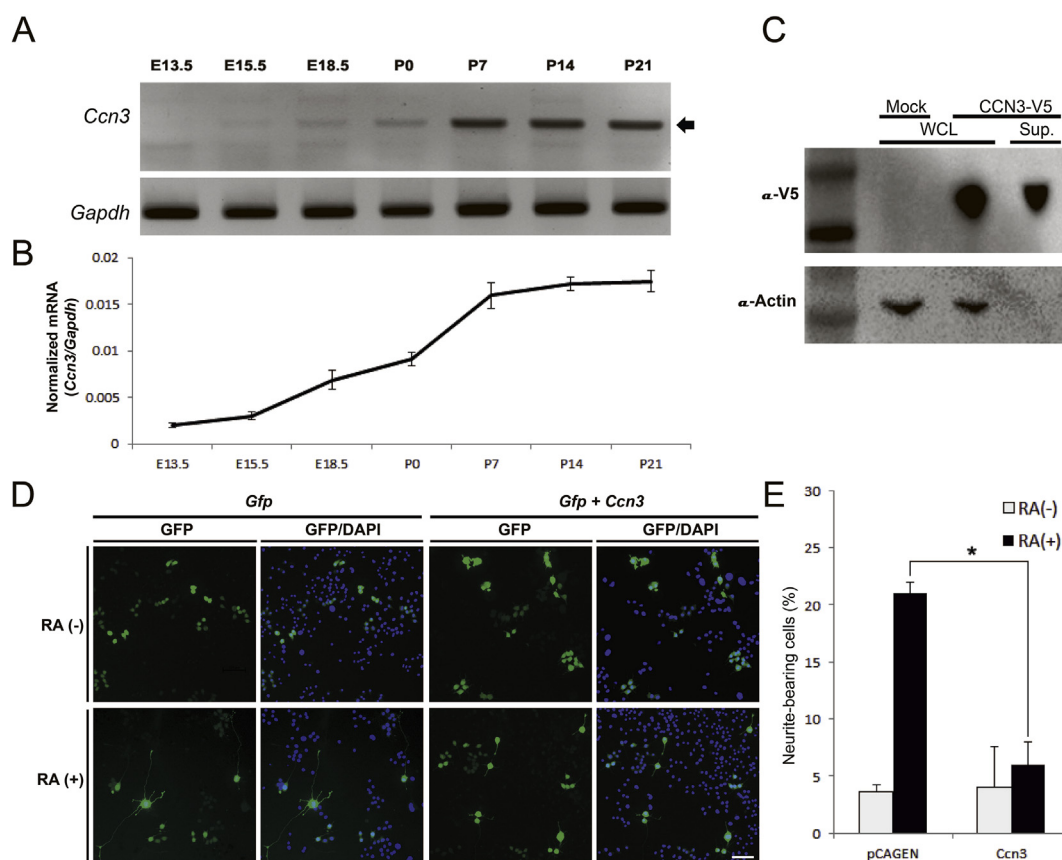 A
E13.5 E15.5 E18.5 P0 P7 P14 P21
Ccn3
Gapdh
B
Normalized mRNA
(Ccn3/Gapdh)
0.02
0.015
0.01
0.005
0
E13.5 E15.5 E18.5 P0 P7 P14 P21
C
Mock CCN3-V5
WCL Sup.
α-V5
α-Actin
D
Gfp Gfp + Ccn3
GFP GFP/DAPI GFP GFP/DAPI
RA (-)
RA (+)
E
Neurite-bearing cells (%)
30
25
20
15
10
5
0
RA(-)
RA(+)
*
pCAGEN Ccn3